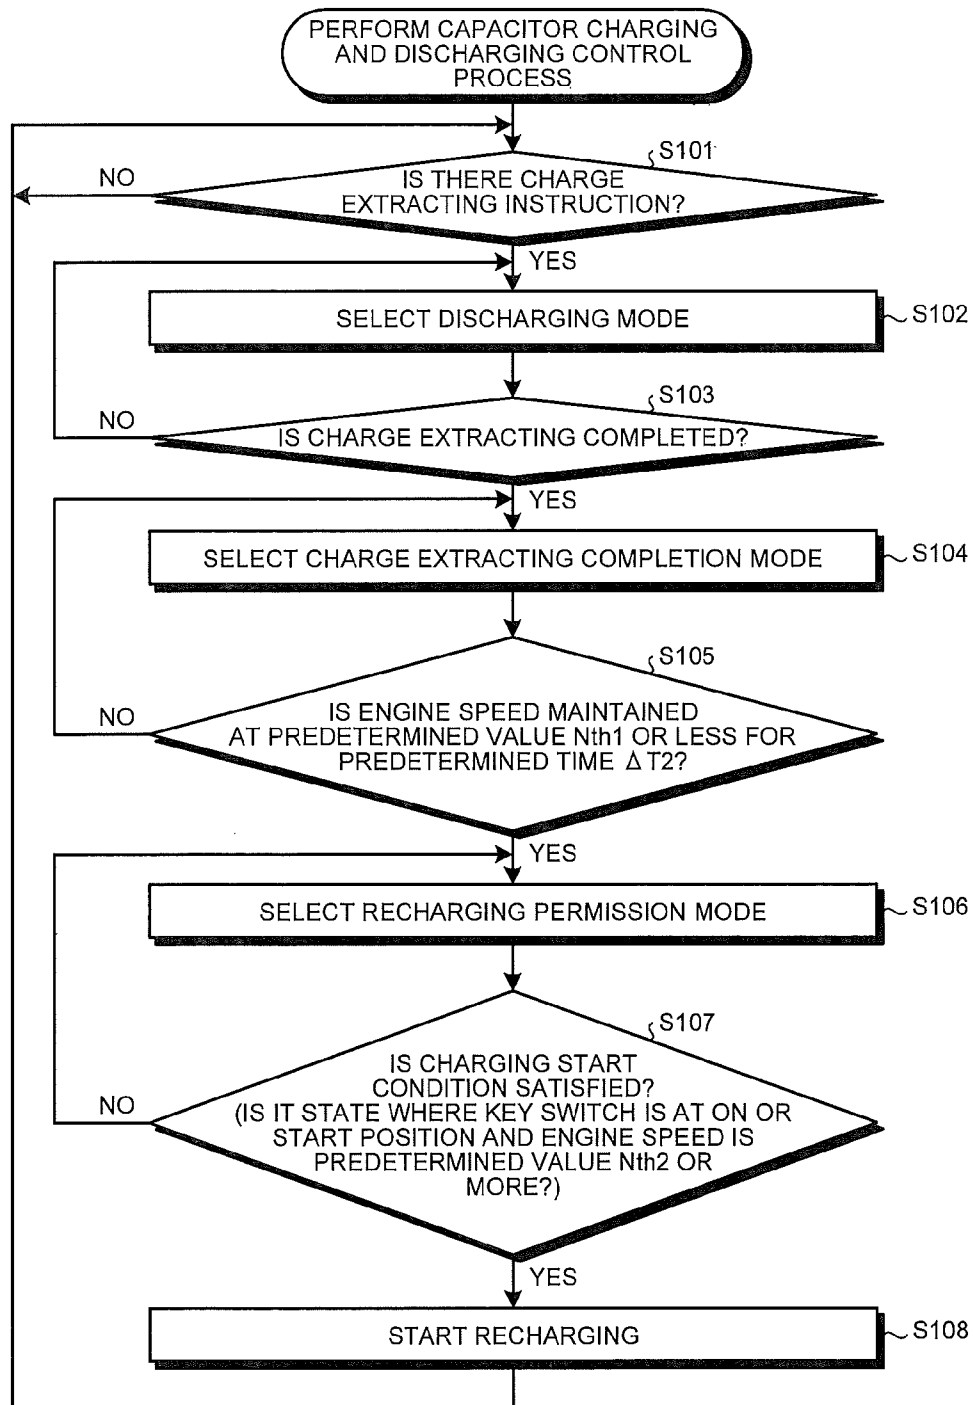 PERFORM CAPACITOR CHARGING
AND DISCHARGING CONTROL
PROCESS
S101
NO
IS THERE CHARGE
EXTRACTING INSTRUCTION?
YES
SELECT DISCHARGING MODE
S102
S103
NO
IS CHARGE EXTRACTING COMPLETED?
YES
SELECT CHARGE EXTRACTING COMPLETION MODE
S104
S105
NO
IS ENGINE SPEED MAINTAINED
AT PREDETERMINED VALUE Nth1 OR LESS FOR
PREDETERMINED TIME Δ T2?
YES
SELECT RECHARGING PERMISSION MODE
S106
S107
IS CHARGING START
CONDITION SATISFIED?
NO
(IS IT STATE WHERE KEY SWITCH IS AT ON OR
START POSITION AND ENGINE SPEED IS
PREDETERMINED VALUE Nth2 OR
MORE?)
YES
START RECHARGING
S108